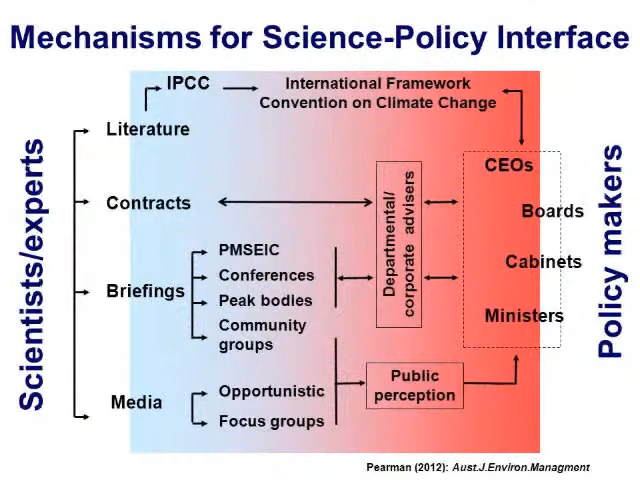 Mechanisms for Science-Policy Interface
Scientists/experts
IPCC
International Framework
Convention on Climate Change
Literature
Contracts
Briefings
PMSEIC
Conferences
Peak bodies
Community
groups
Media
Opportunistic
Focus groups
Departmental/
corporate advisers
Public
perception
CEOs
Boards
Cabinets
Ministers
Policy makers
Pearman (2012): Aust.J.Environ.Managment